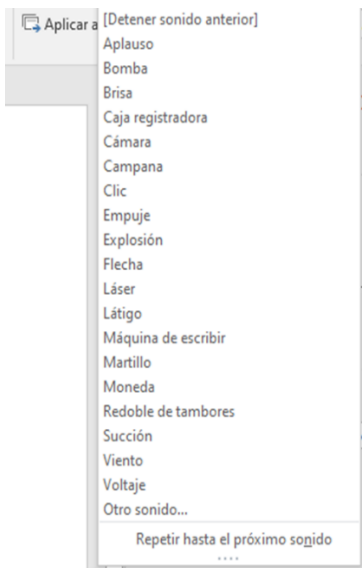 Aplicar a
[Detener sonido anterior]
Aplauso
Bomba
Brisa
Caja registradora
Cámara
Campana
Clic
Empuje
Explosión
Flecha
Láser
Látigo
Máquina de escribir
Martillo
Moneda
Redoble de tambores
Succión
Viento
Voltaje
Otro sonido...
Repetir hasta el próximo sonido